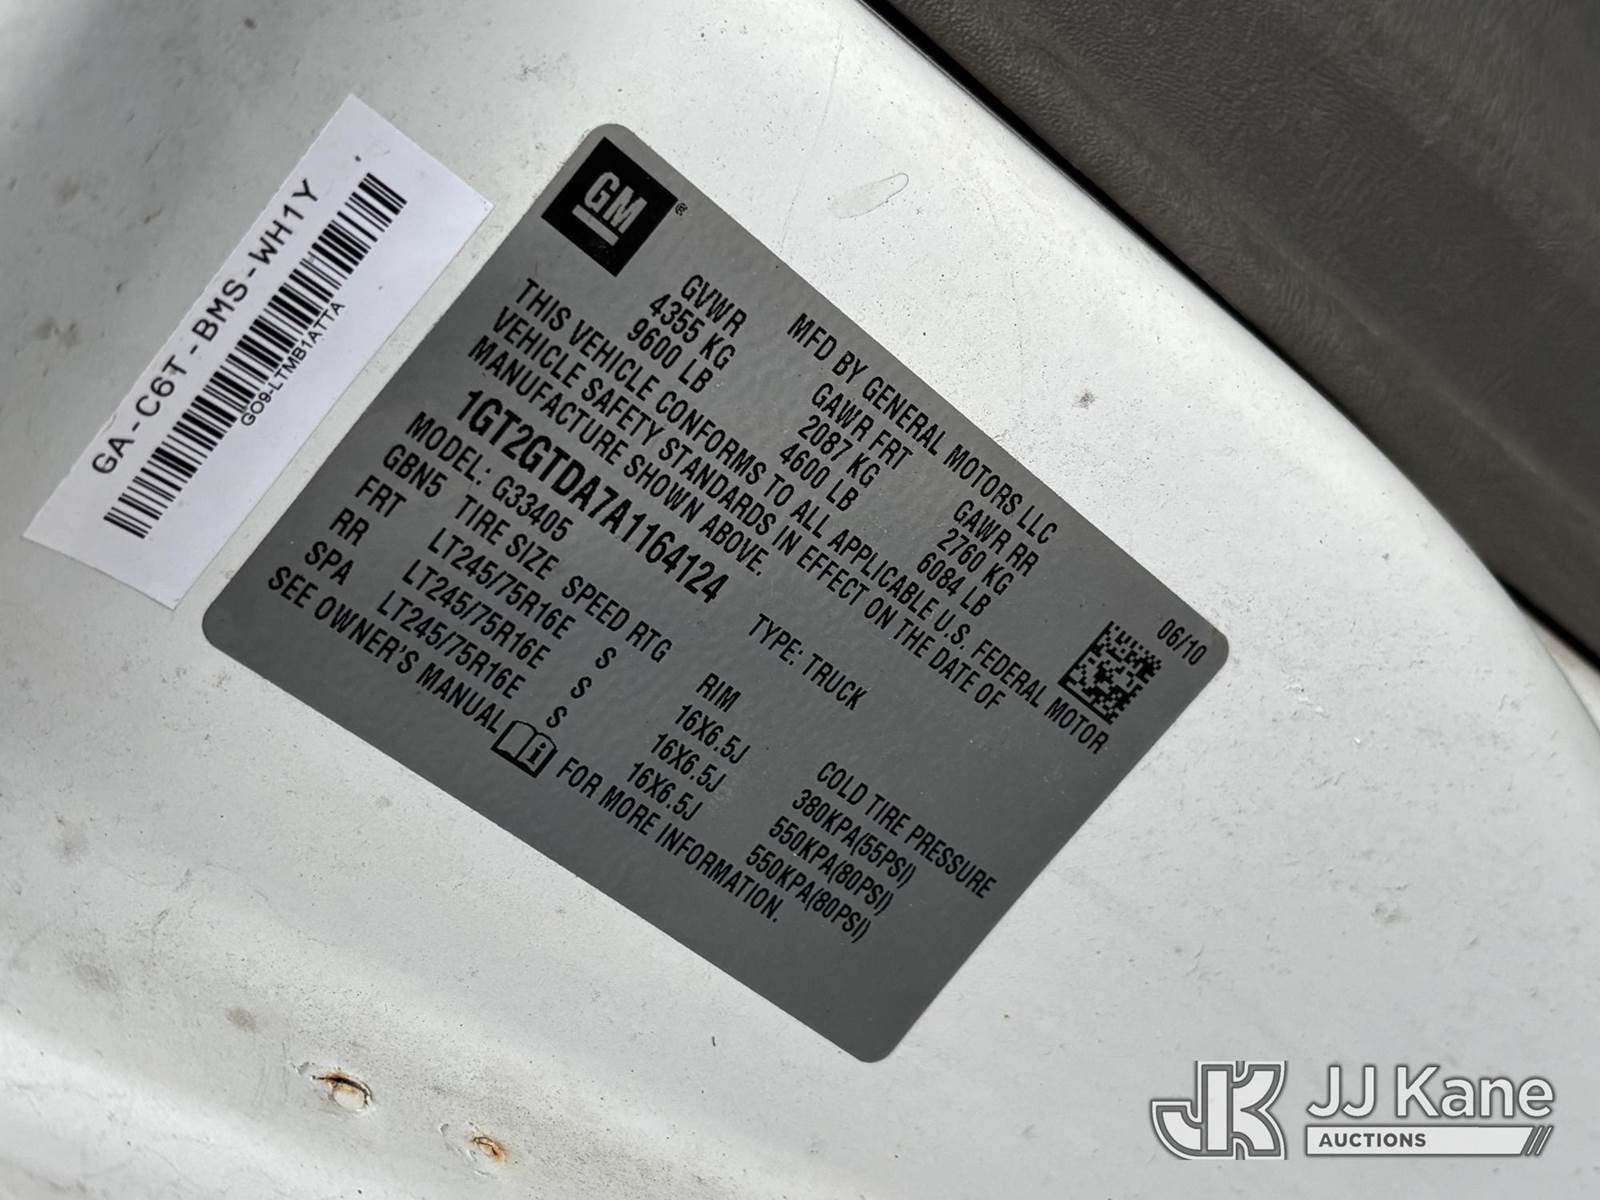 GA-C6T-BMS-WH1Y
GO9-LTMB1ATTA
GM®
MFD BY GENERAL MOTORS LLC 06/10
GVWR GAWR FRT GAWR RR
4355 KG 2087 KG 2760 KG
9600 LB 4600 LB 6084 LB
THIS VEHICLE CONFORMS TO ALL APPLICABLE U.S. FEDERAL MOTOR
VEHICLE SAFETY STANDARDS IN EFFECT ON THE DATE OF
MANUFACTURE SHOWN ABOVE.
1GT2GTDA7A1164124 TYPE: TRUCK
MODEL: G33405
GBN5 TIRE SIZE SPEED RTG RIM COLD TIRE PRESSURE
FRT LT245/75R16E S 16X6.5J 380KPA(55PSI)
RR LT245/75R16E S 16X6.5J 550KPA(80PSI)
SPA LT245/75R16E S 16X6.5J 550KPA(80PSI)
SEE OWNER'S MANUAL i FOR MORE INFORMATION.
JK JJ Kane
AUCTIONS